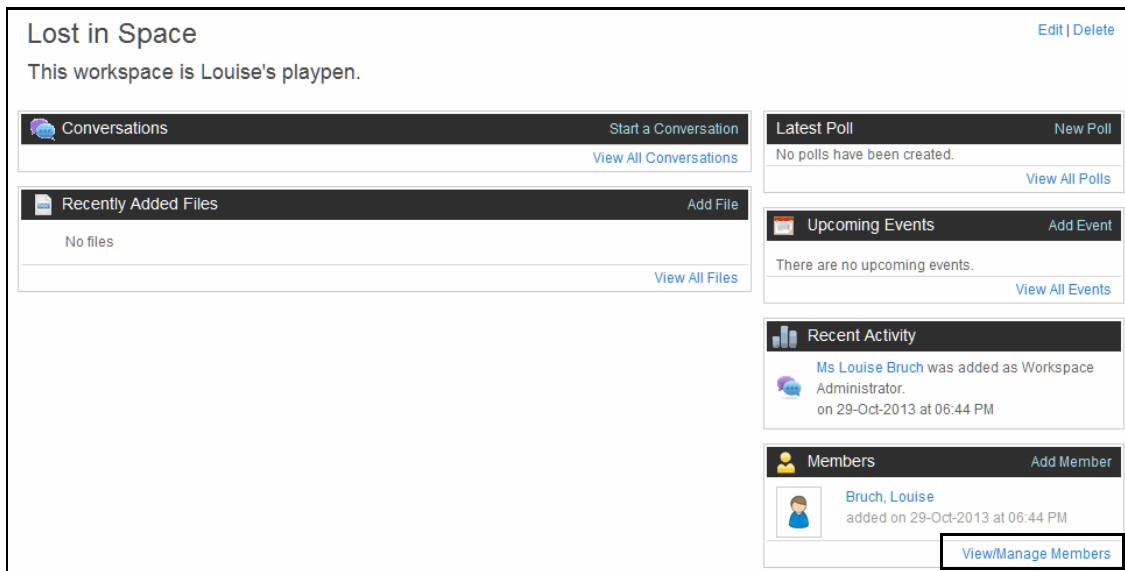 Lost in Space
Edit | Delete
This workspace is Louise's playpen.
Conversations
Start a Conversation
View All Conversations
Recently Added Files
Add File
No files
View All Files
Latest Poll
New Poll
No polls have been created.
View All Polls
Upcoming Events
Add Event
There are no upcoming events.
View All Events
Recent Activity
Ms Louise Bruch was added as Workspace
Administrator.
on 29-Oct-2013 at 06:44 PM
Members
Add Member
Bruch, Louise
added on 29-Oct-2013 at 06:44 PM
View/Manage Members